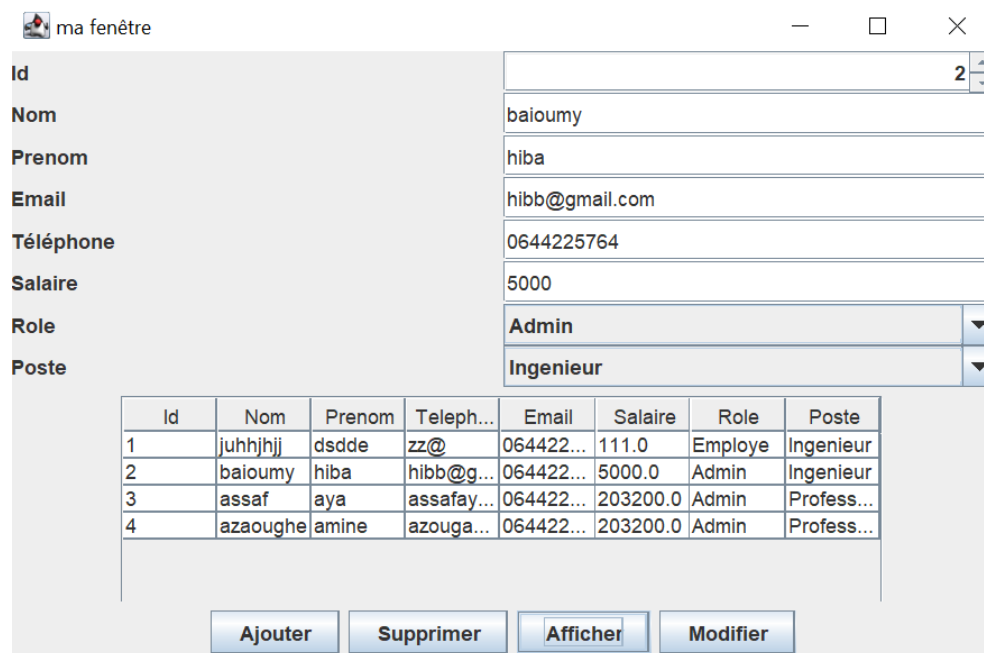 ma fenêtre
Id 2
Nom baioumy
Prenom hiba
Email hibb@gmail.com
Téléphone 0644225764
Salaire 5000
Role Admin
Poste Ingenieur
Id Nom Prenom Teleph... Email Salaire Role Poste
1 juhhjhjj dsdde zz@ 064422... 111.0 Employe Ingenieur
2 baioumy hiba hibb@g... 064422... 5000.0 Admin Ingenieur
3 assaf aya assafay... 064422... 203200.0 Admin Profess...
4 azaoughe amine azouga... 064422... 203200.0 Admin Profess...
Ajouter Supprimer Afficher Modifier